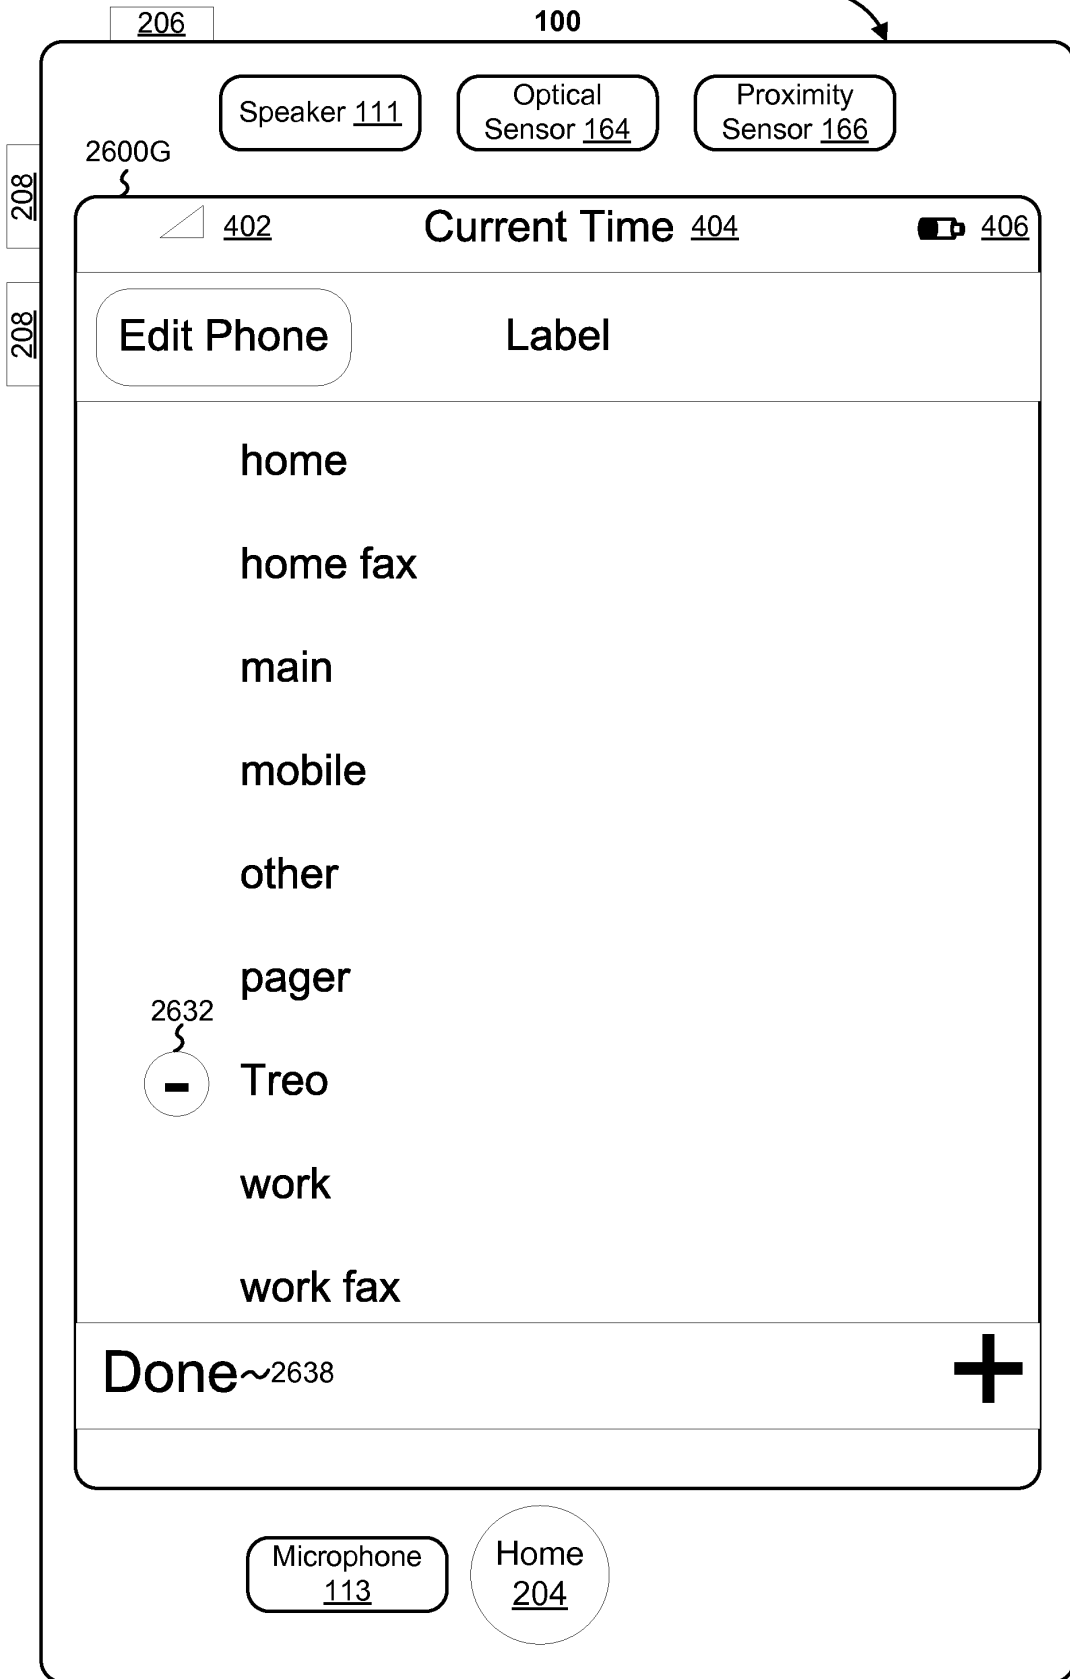 206
100
Speaker 111
Optical
Sensor 164
Proximity
Sensor 166
2600G
208
402
Current Time 404
406
208
Edit Phone
Label
home
home fax
main
mobile
other
pager
2632
-
Treo
work
work fax
Done~2638
+
Microphone
113
Home
204